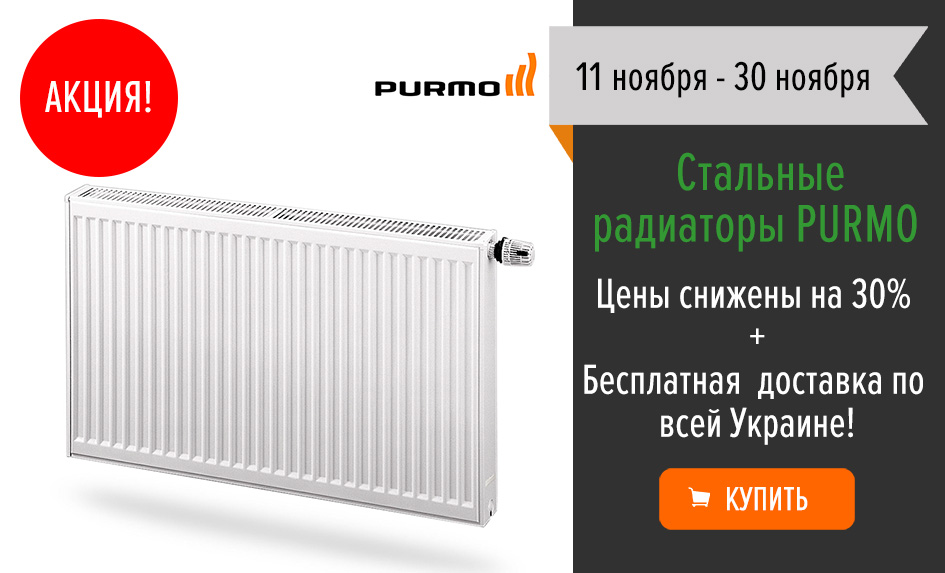 АКЦИЯ!
PURMO
11 ноября - 30 ноября
Стальные
радиаторы PURMO
Цены снижены на 30%
+
Бесплатная доставка по
всей Украине!
КУПИТЬ